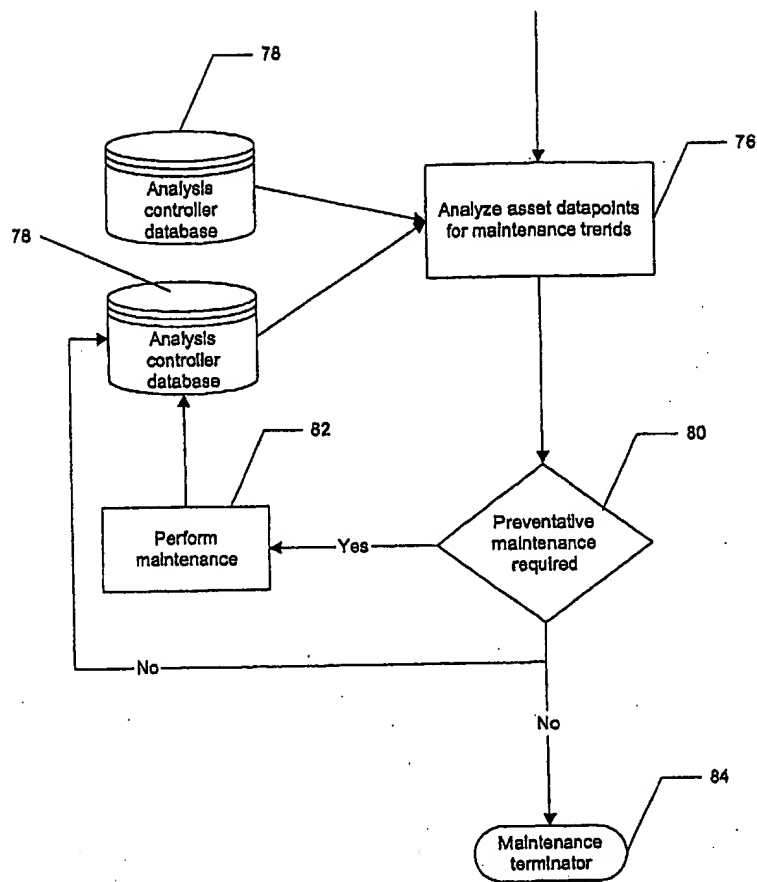 78
76
Analysis
controller
database
Analyze asset datapoints
for maintenance trends
78
Analysis
controller
database
82
80
Perform
maintenance
Yes
Preventative
maintenance
required
No
No
84
Maintenance
terminator